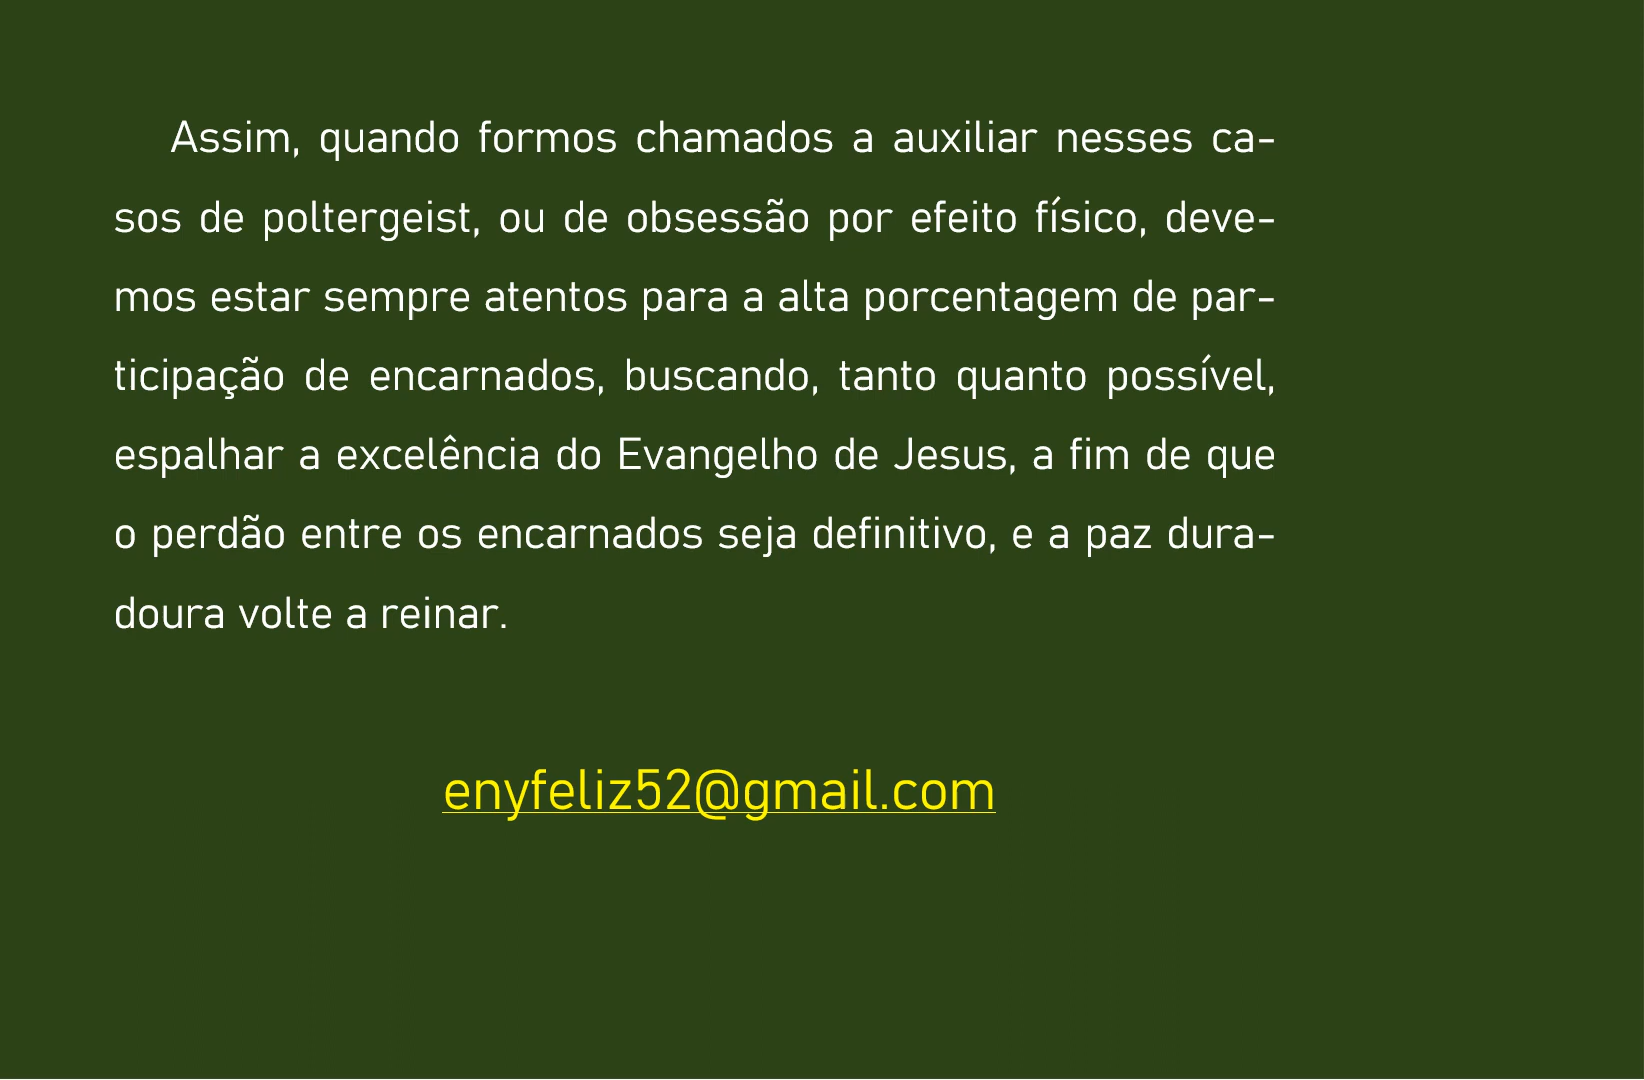 Assim, quando formos chamados a auxiliar nesses ca-
sos de poltergeist, ou de obsessão por efeito físico, deve-
mos estar sempre atentos para a alta porcentagem de par-
ticipação de encarnados, buscando, tanto quanto possível,
espalhar a excelência do Evangelho de Jesus, a fim de que
o perdão entre os encarnados seja definitivo, e a paz dura-
doura volte a reinar.
enyfeliz52@gmail.com